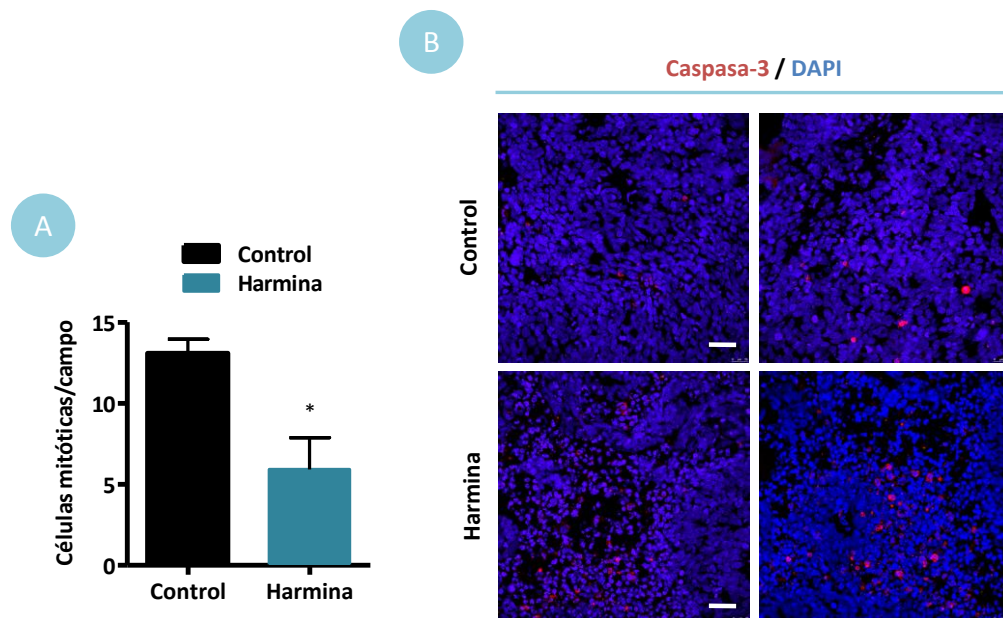 A
Control
Harmina
Células mitóticas/campo
15
10
5
0
*
Control
Harmina
B
Caspasa-3 / DAPI
Control
Harmina